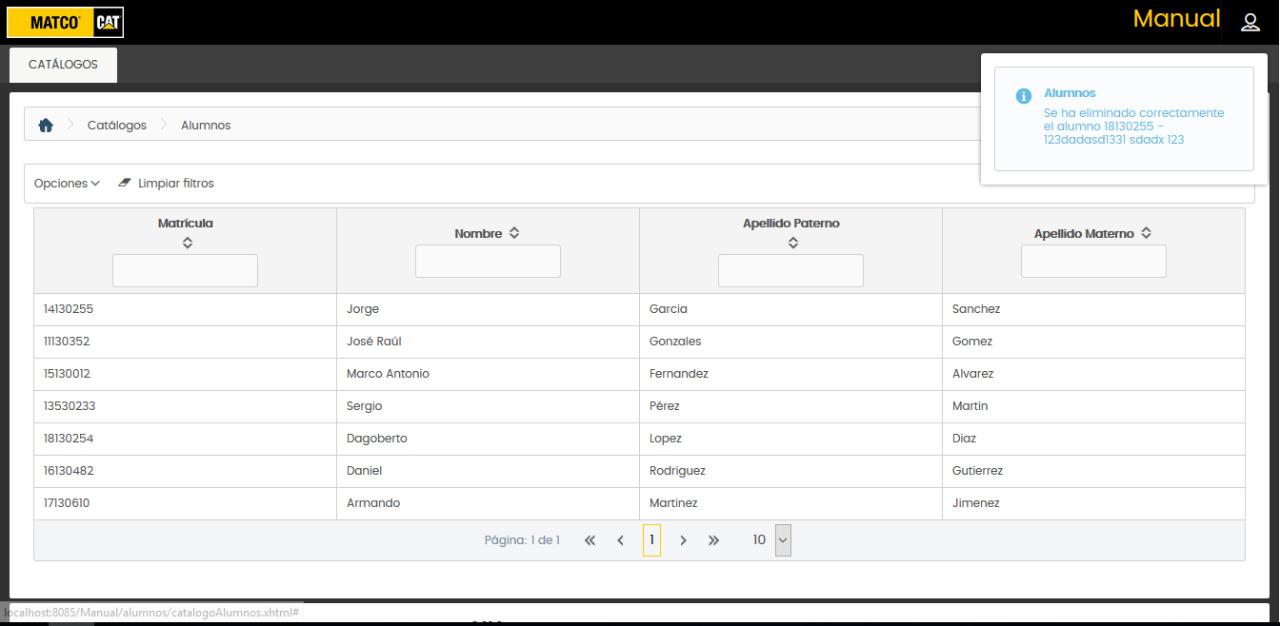 MATCO CAT
Manual
CATÁLOGOS
Alumnos
Se ha eliminado correctamente
el alumno 18130255 -
123dadasd1331 sdadx 123
Catálogos Alumnos
Opciones Limpiar filtros
Matrícula Nombre Apellido Paterno Apellido Materno
14130255 Jorge Garcia Sanchez
11130352 José Raúl Gonzales Gomez
15130012 Marco Antonio Fernandez Alvarez
13530233 Sergio Pérez Martin
18130254 Dagoberto Lopez Diaz
16130482 Daniel Rodriguez Gutierrez
17130610 Armando Martinez Jimenez
Página: 1 de 1 1 10
localhost:8085/Manual/alumnos/catalogoAlumnos.xhtml#